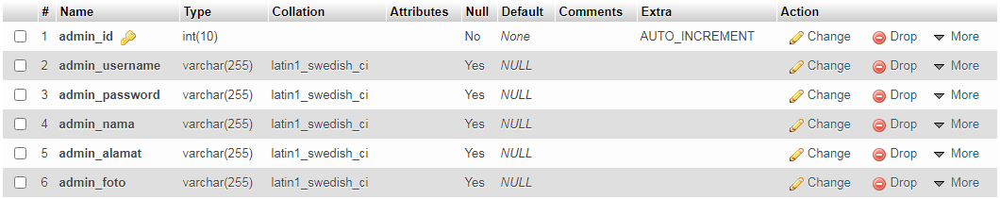 # Name Type Collation Attributes Null Default Comments Extra Action
1 admin_id int(10) No None AUTO_INCREMENT Change Drop More
2 admin_username varchar(255) latin1_swedish_ci Yes NULL Change Drop More
3 admin_password varchar(255) latin1_swedish_ci Yes NULL Change Drop More
4 admin_nama varchar(255) latin1_swedish_ci Yes NULL Change Drop More
5 admin_alamat varchar(255) latin1_swedish_ci Yes NULL Change Drop More
6 admin_foto varchar(255) latin1_swedish_ci Yes NULL Change Drop More